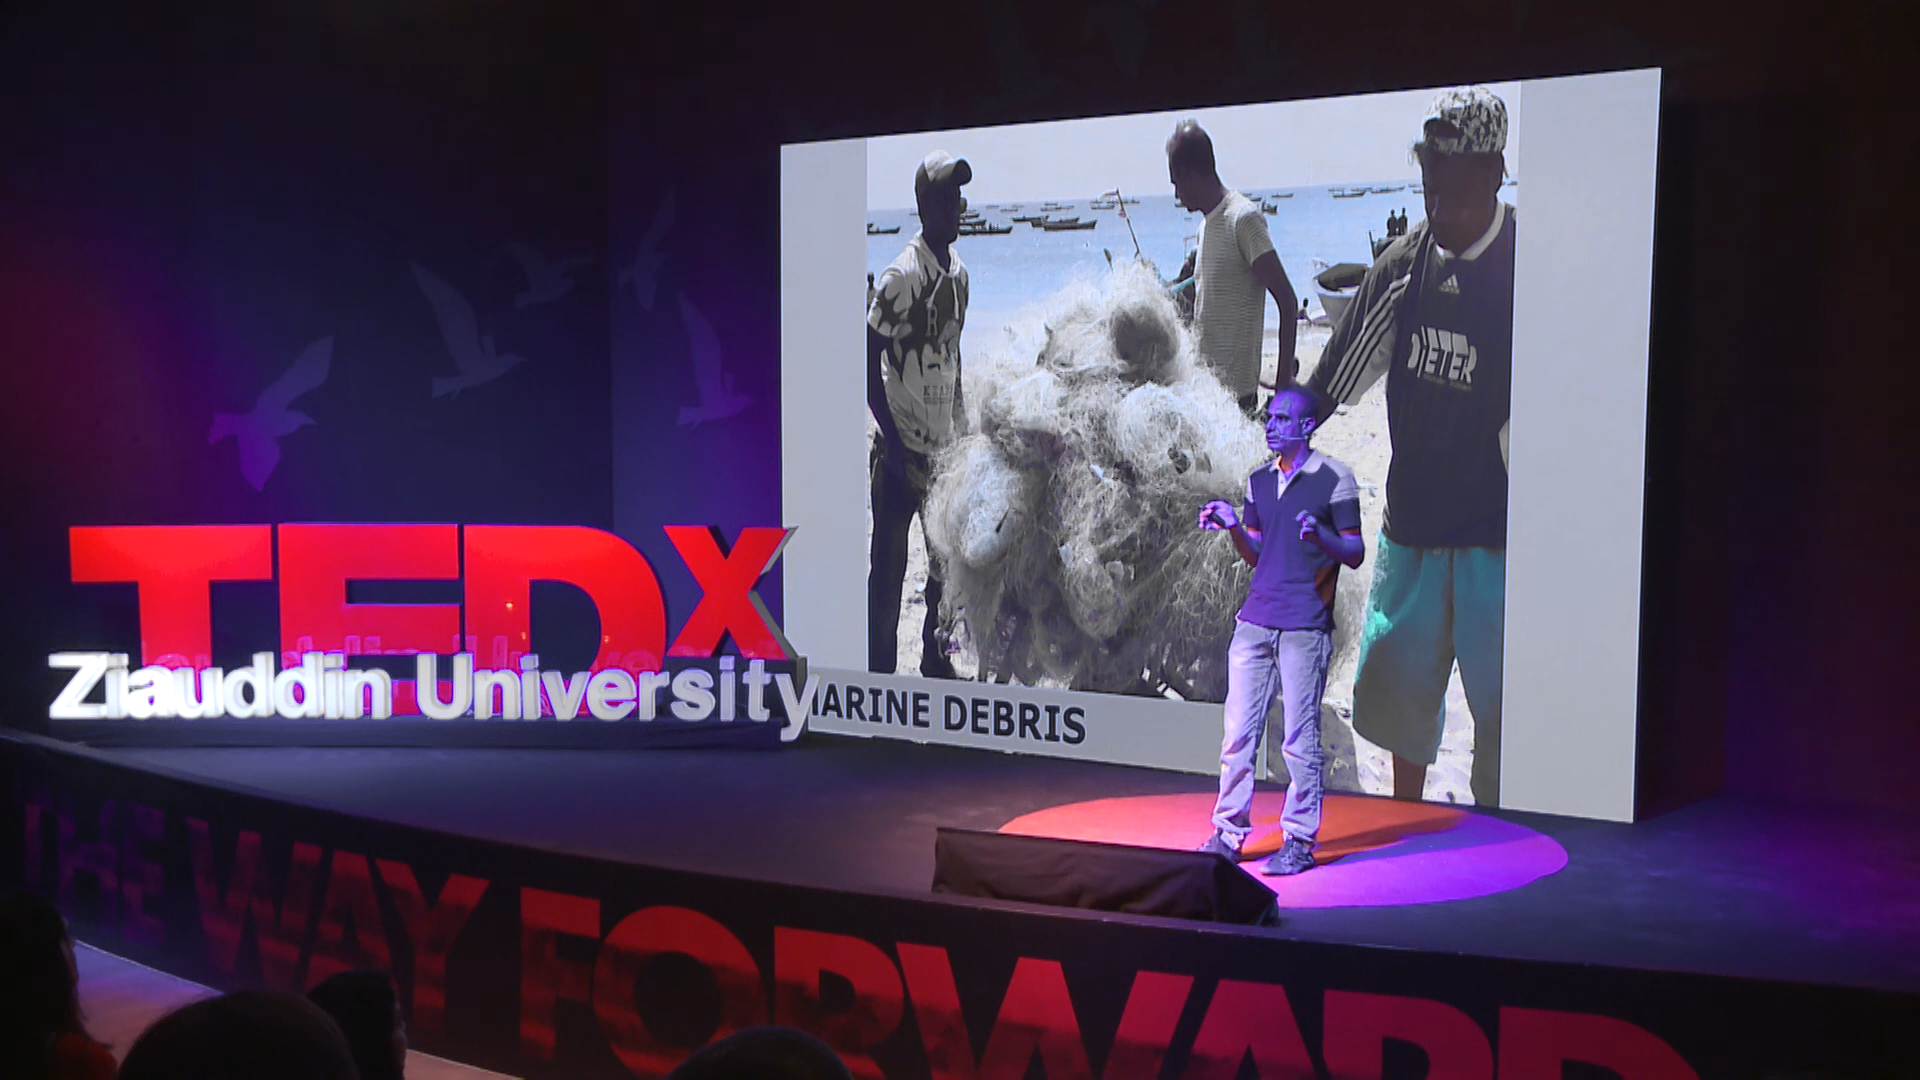 TEDx
Ziauddin University
MARINE DEBRIS
DIETER
THE WAY FORWARD